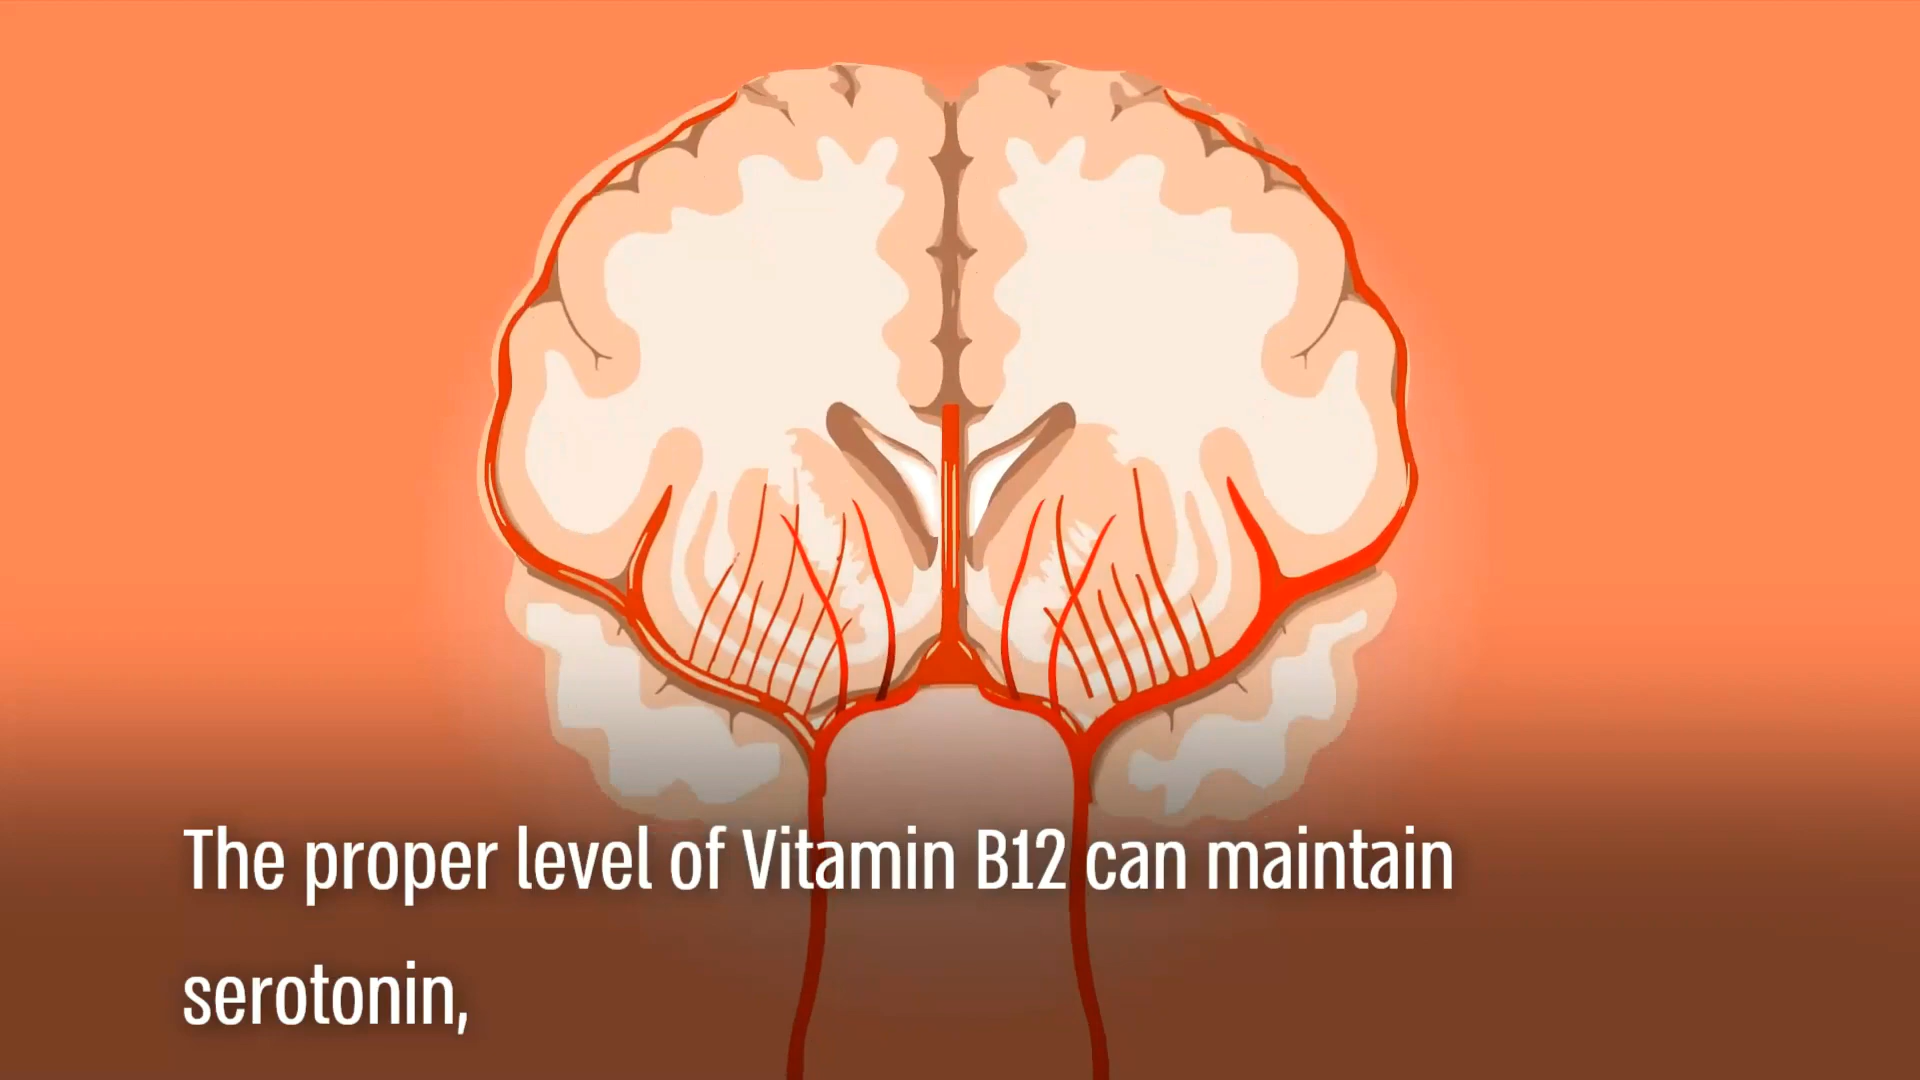 The proper level of Vitamin B12 can maintain
serotonin,